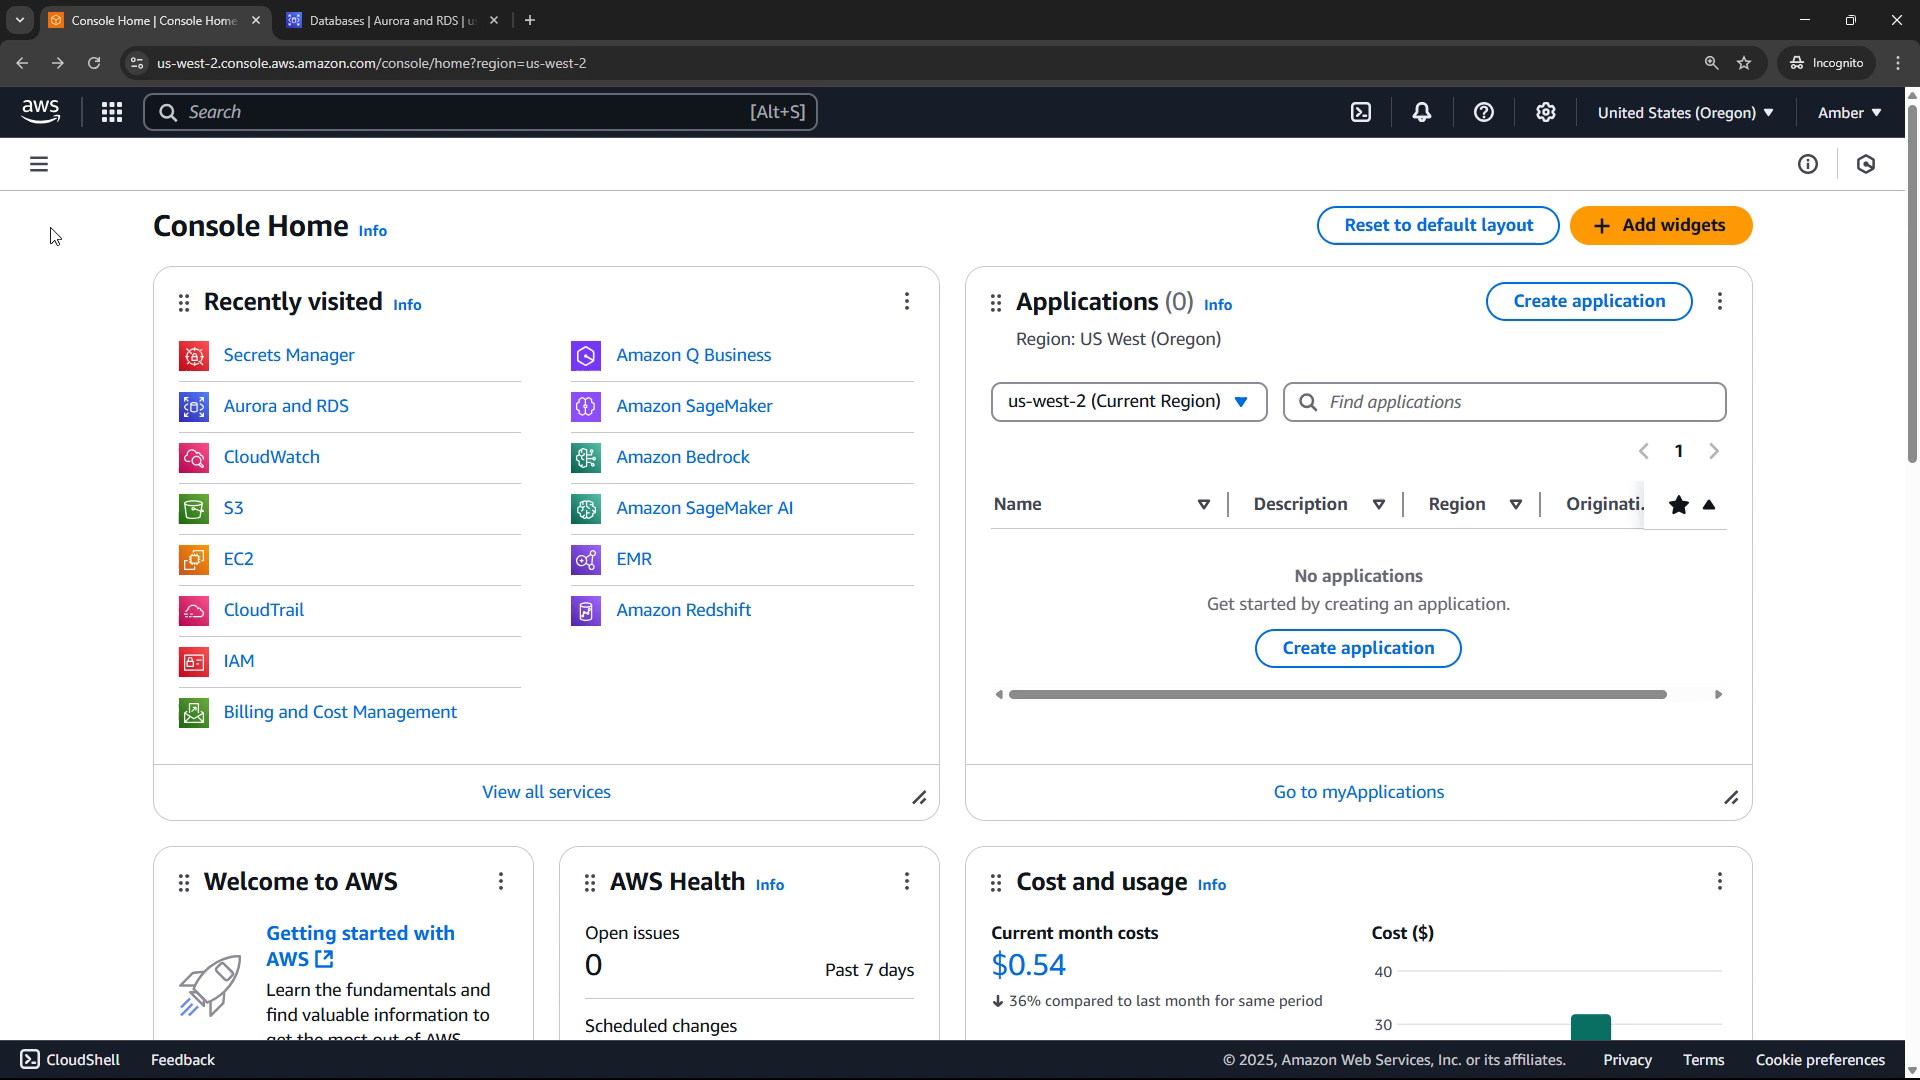 Console Home | Console Home
Databases | Aurora and RDS | u
us-west-2.console.aws.amazon.com/console/home?region=us-west-2
Incognito
aws
Search
[Alt+S]
United States (Oregon)
Amber
Console Home Info
Reset to default layout
Add widgets
Recently visited Info
Secrets Manager
Aurora and RDS
CloudWatch
S3
EC2
CloudTrail
IAM
Billing and Cost Management
Amazon Q Business
Amazon SageMaker
Amazon Bedrock
Amazon SageMaker AI
EMR
Amazon Redshift
View all services
Applications (0) Info
Create application
Region: US West (Oregon)
us-west-2 (Current Region)
Find applications
1
Name
Description
Region
Originati.
No applications
Get started by creating an application.
Create application
Go to myApplications
Welcome to AWS
Getting started with
AWS
Learn the fundamentals and
find valuable information to
get the most out of AWS
AWS Health Info
Open issues
0
Past 7 days
Scheduled changes
Cost and usage Info
Current month costs
$0.54
36% compared to last month for same period
Cost ($)
40
30
CloudShell
Feedback
© 2025, Amazon Web Services, Inc. or its affiliates.
Privacy
Terms
Cookie preferences